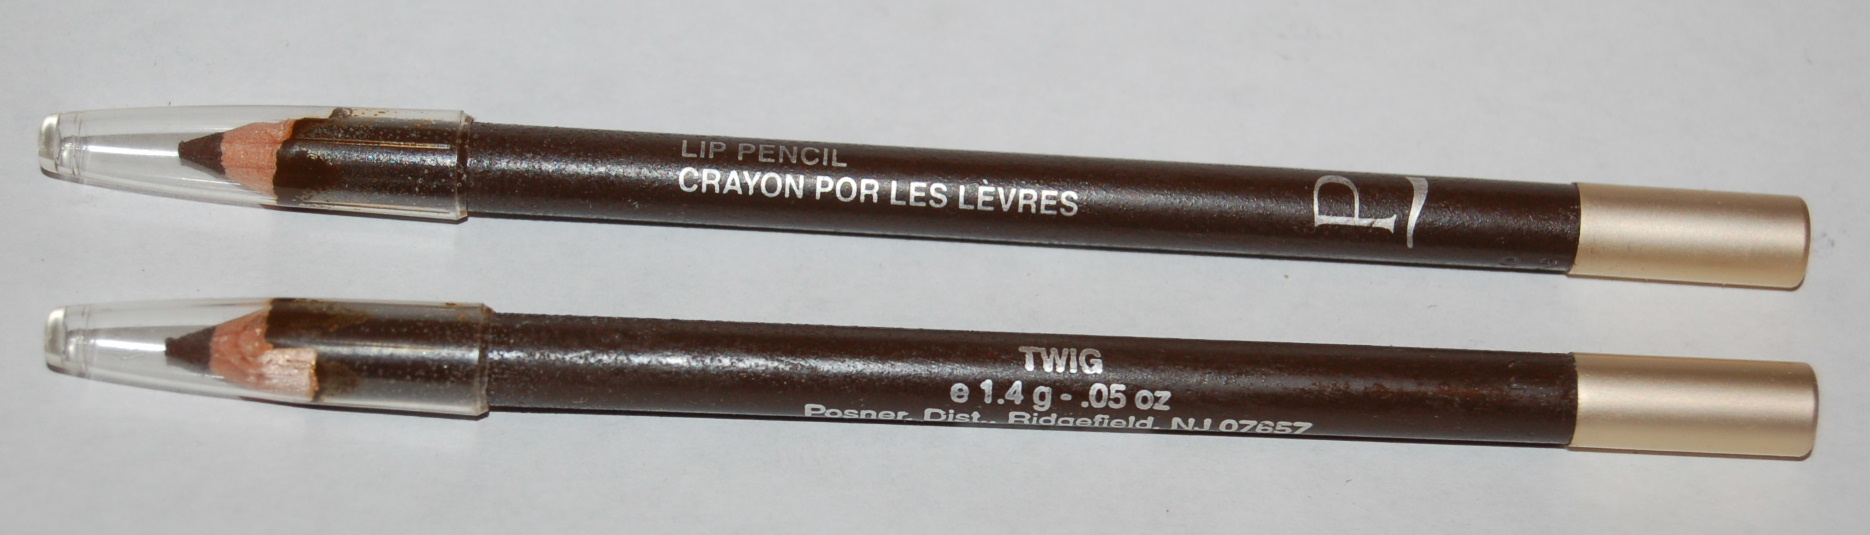 LIP PENCIL
CRAYON POR LES LÈVRES
P
TWIG
e 1.4 g - .05 oz
Posner, Dist., Ridgefield, NJ 07657